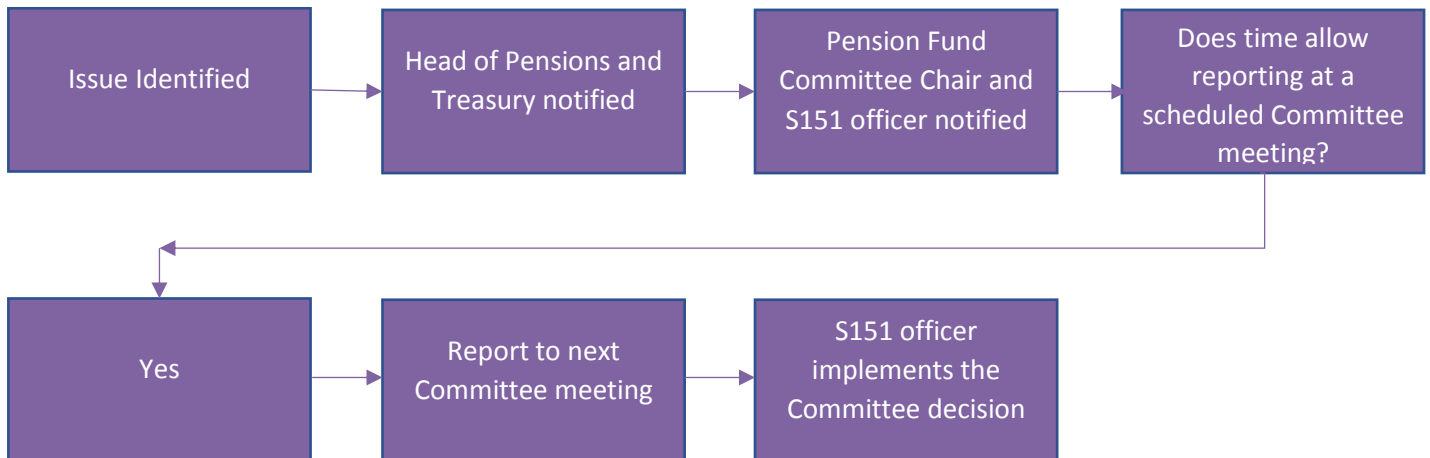 Issue Identified
Head of Pensions and
Treasury notified
Pension Fund
Committee Chair and
S151 officer notified
Does time allow
reporting at a
scheduled Committee
meeting?
Yes
Report to next
Committee meeting
S151 officer
implements the
Committee decision